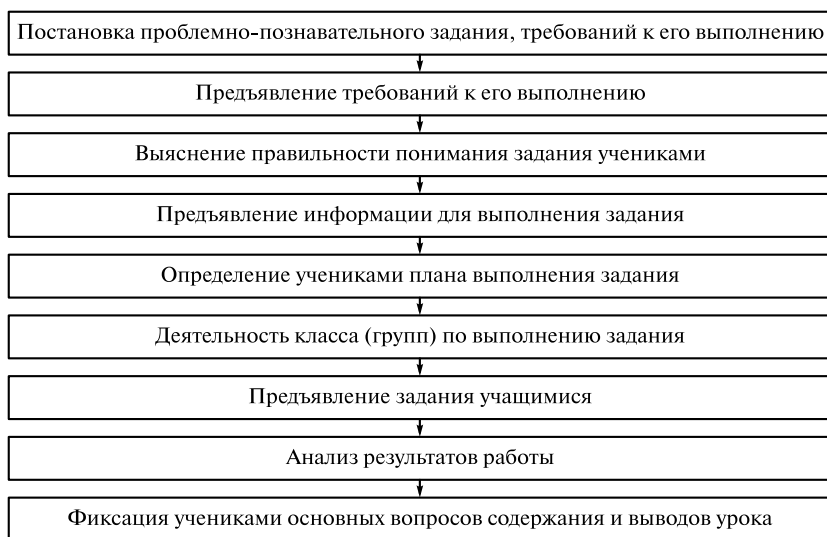 Постановка проблемно-познавательного задания, требований к его выполнению
Предъявление требований к его выполнению
Выяснение правильности понимания задания учениками
Предъявление информации для выполнения задания
Определение учениками плана выполнения задания
Деятельность класса (групп) по выполнению задания
Предъявление задания учащимися
Анализ результатов работы
Фиксация учениками основных вопросов содержания и выводов урока